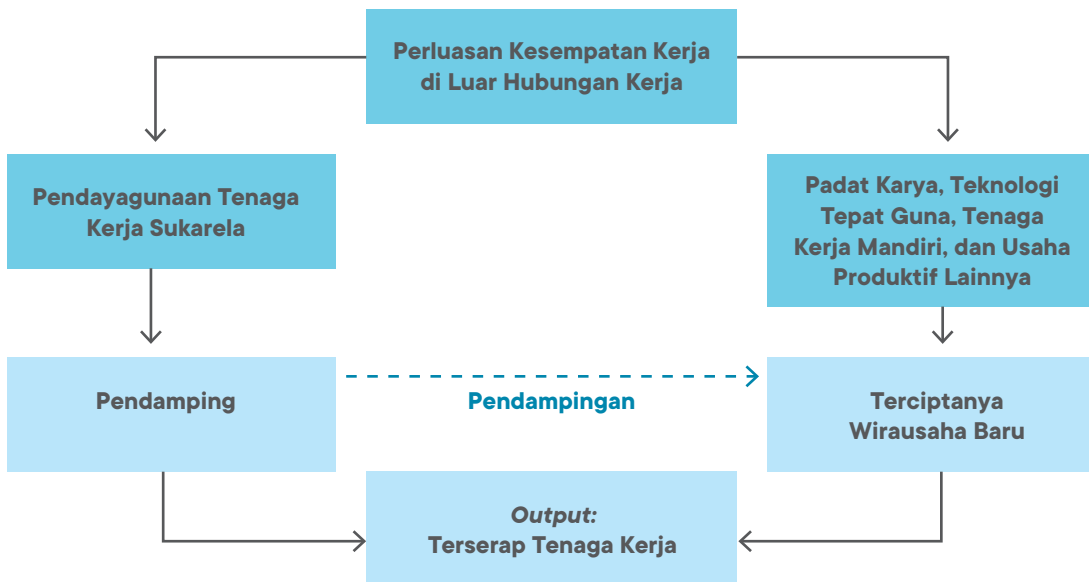 Perluasan Kesempatan Kerja
di Luar Hubungan Kerja
Pendayagunaan Tenaga
Kerja Sukarela
Padat Karya, Teknologi
Tepat Guna, Tenaga
Kerja Mandiri, dan Usaha
Produktif Lainnya
Pendamping
Pendampingan
Terciptanya
Wirausaha Baru
Output:
Terserap Tenaga Kerja